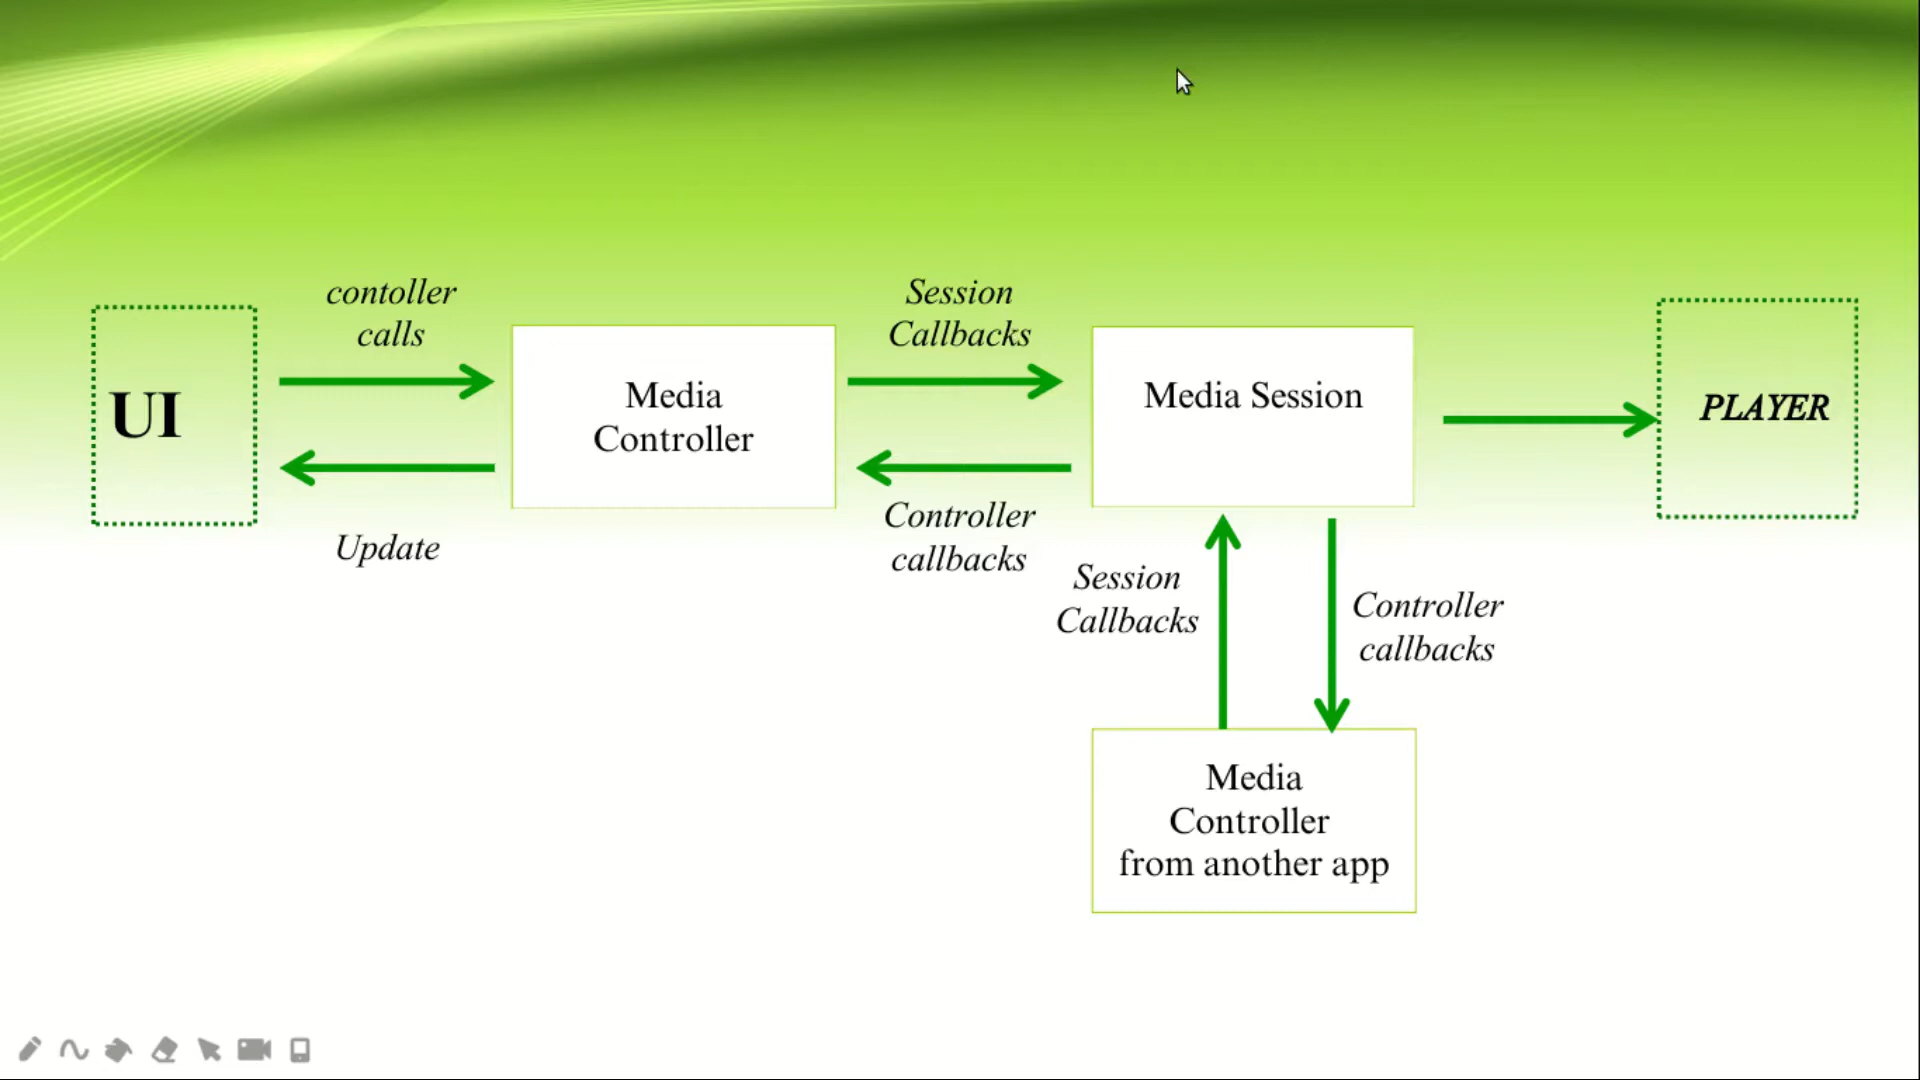 contoller
calls
Session
Callbacks
UI
Media
Controller
Media Session
PLAYER
Update
Controller
callbacks
Session
Callbacks
Controller
callbacks
Media
Controller
from another app